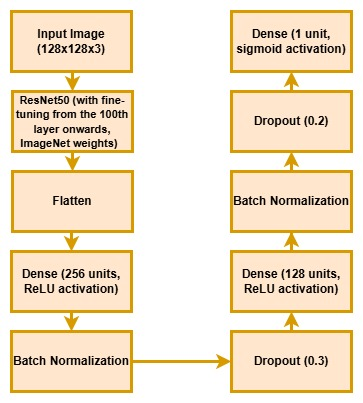 Input Image
(128x128x3)
ResNet50 (with fine-
tuning from the 100th
layer onwards,
ImageNet weights)
Flatten
Dense (256 units,
ReLU activation)
Batch Normalization
Dropout (0.3)
Dense (128 units,
ReLU activation)
Batch Normalization
Dropout (0.2)
Dense (1 unit,
sigmoid activation)